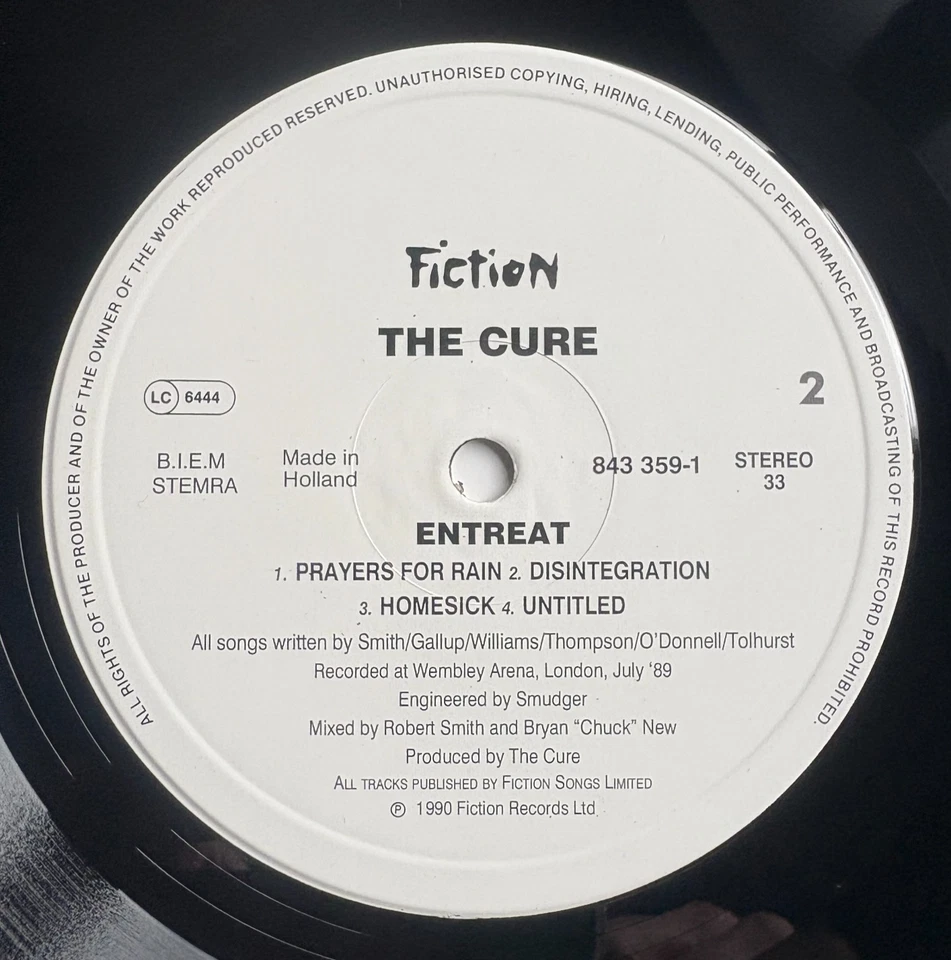 ALL RIGHTS OF THE PRODUCER AND OF THE OWNER OF THE WORK REPRODUCED RESERVED. UNAUTHORISED COPYING, HIRING, LENDING, PUBLIC PERFORMANCE AND BROADCASTING OF THIS RECORD PROHIBITED.
Fiction
THE CURE
LC 6444
2
B.I.E.M
STEMRA
Made in
Holland
843 359-1
STEREO
33
ENTREAT
1. PRAYERS FOR RAIN 2. DISINTEGRATION
3. HOMESICK 4. UNTITLED
All songs written by Smith/Gallup/Williams/Thompson/O'Donnell/Tolhurst
Recorded at Wembley Arena, London, July ‘89
Engineered by Smudger
Mixed by Robert Smith and Bryan “Chuck” New
Produced by The Cure
ALL TRACKS PUBLISHED BY FICTION SONGS LIMITED
℗ 1990 Fiction Records Ltd